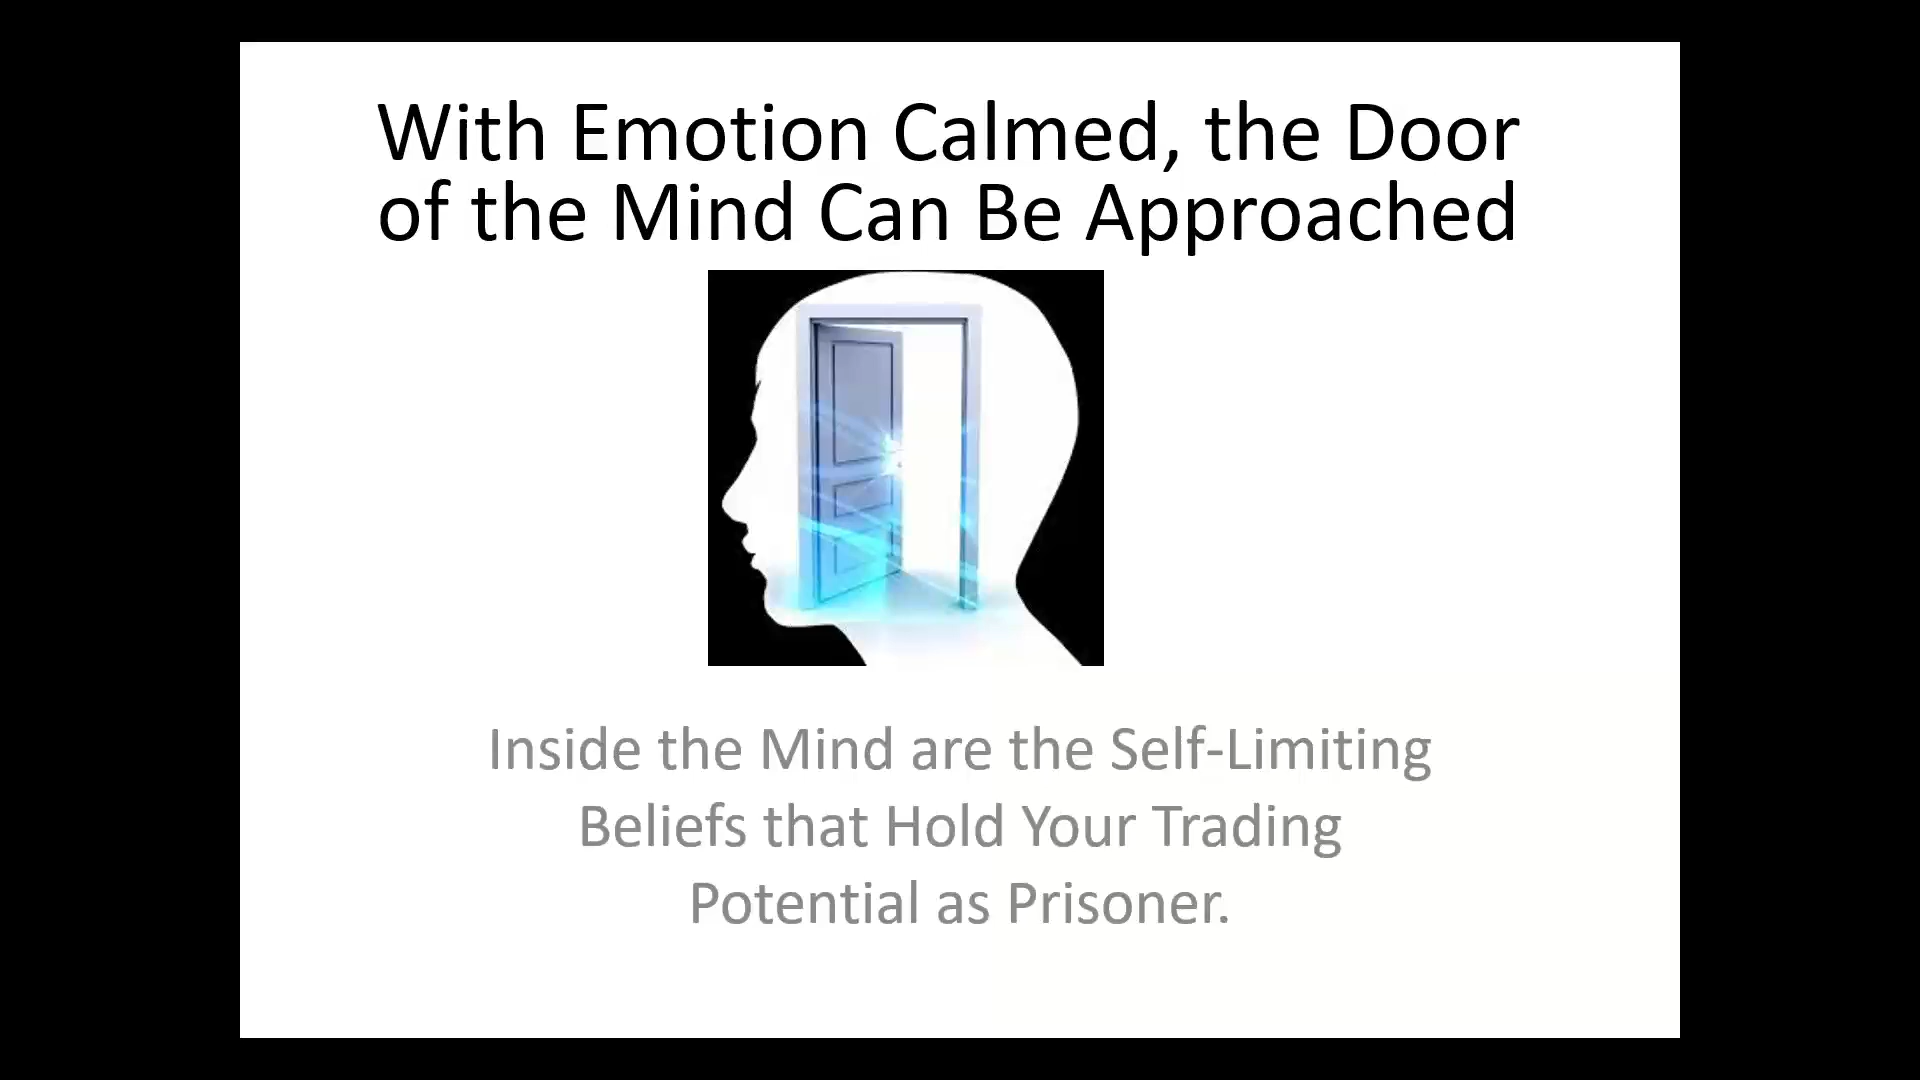 With Emotion Calmed, the Door
of the Mind Can Be Approached
Inside the Mind are the Self-Limiting
Beliefs that Hold Your Trading
Potential as Prisoner.